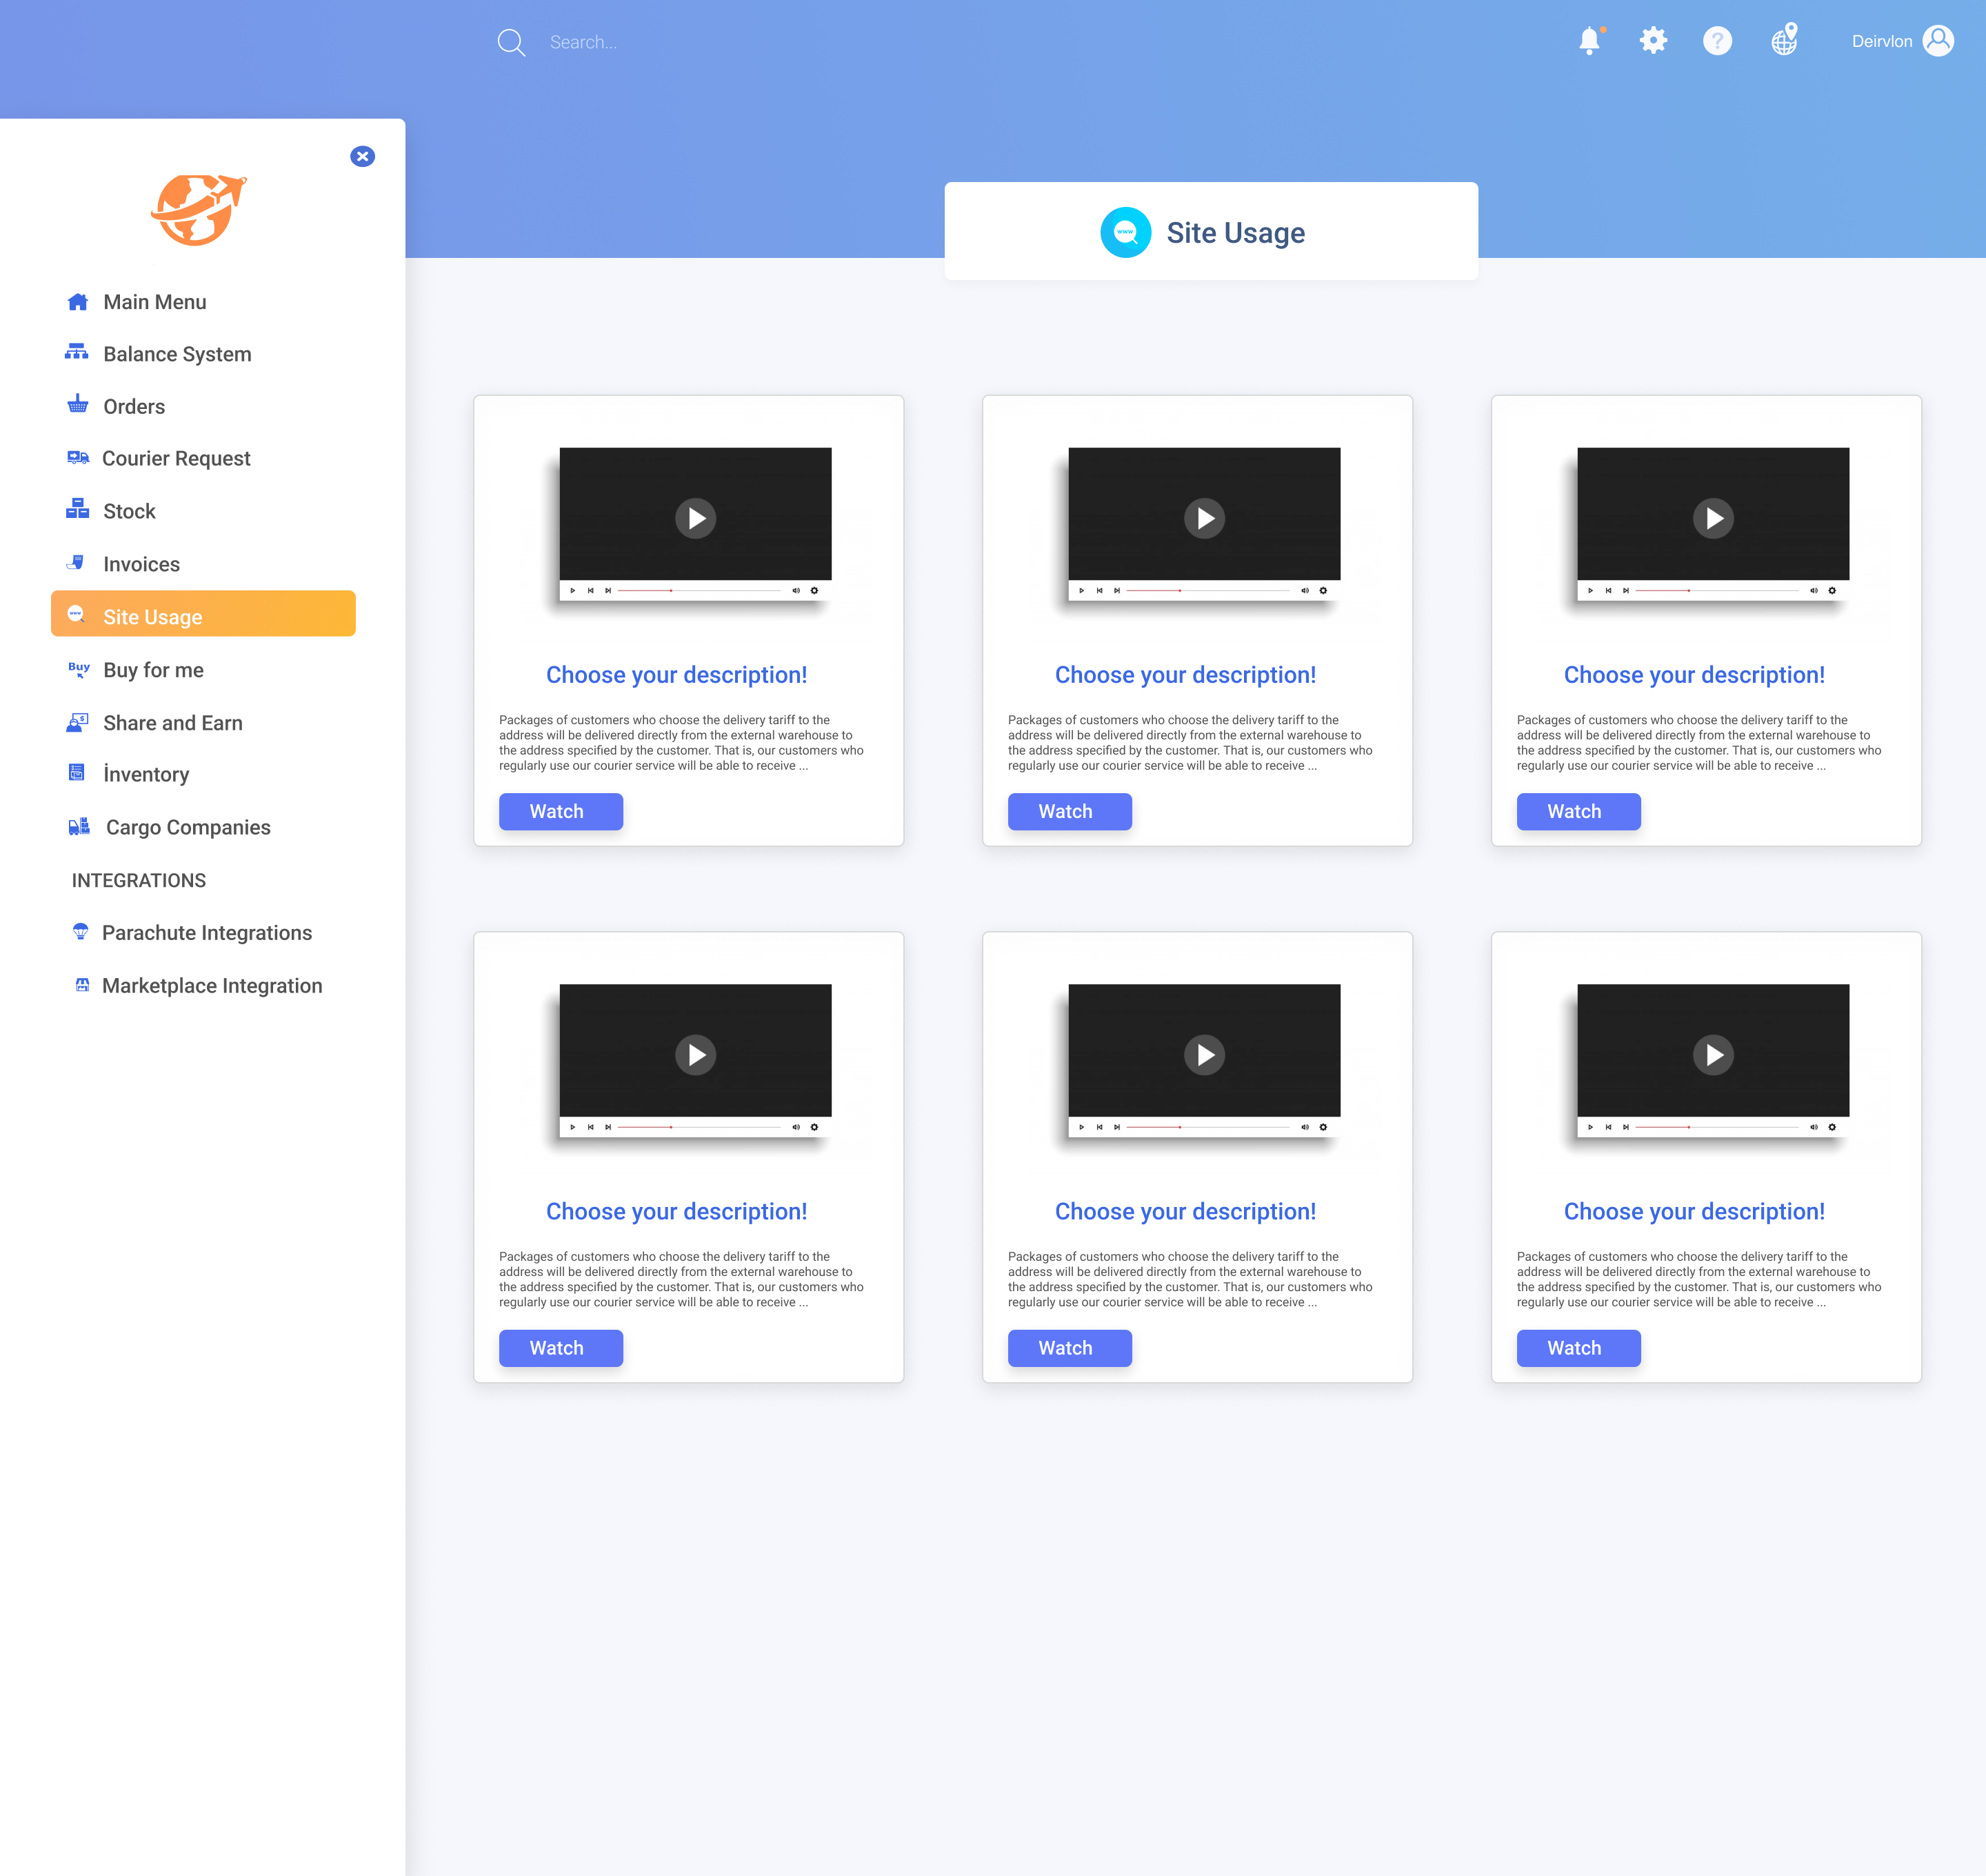 Search...
Deirvlon
www
Site Usage
Main Menu
Balance System
Orders
Courier Request
Stock
Invoices
www
Site Usage
Buy
Buy for me
$
Share and Earn
İnventory
Cargo Companies
INTEGRATIONS
Parachute Integrations
Marketplace Integration
Choose your description!
Packages of customers who choose the delivery tariff to the
address will be delivered directly from the external warehouse to
the address specified by the customer. That is, our customers who
regularly use our courier service will be able to receive ...
Watch
Choose your description!
Packages of customers who choose the delivery tariff to the
address will be delivered directly from the external warehouse to
the address specified by the customer. That is, our customers who
regularly use our courier service will be able to receive ...
Watch
Choose your description!
Packages of customers who choose the delivery tariff to the
address will be delivered directly from the external warehouse to
the address specified by the customer. That is, our customers who
regularly use our courier service will be able to receive ...
Watch
Choose your description!
Packages of customers who choose the delivery tariff to the
address will be delivered directly from the external warehouse to
the address specified by the customer. That is, our customers who
regularly use our courier service will be able to receive ...
Watch
Choose your description!
Packages of customers who choose the delivery tariff to the
address will be delivered directly from the external warehouse to
the address specified by the customer. That is, our customers who
regularly use our courier service will be able to receive ...
Watch
Choose your description!
Packages of customers who choose the delivery tariff to the
address will be delivered directly from the external warehouse to
the address specified by the customer. That is, our customers who
regularly use our courier service will be able to receive ...
Watch